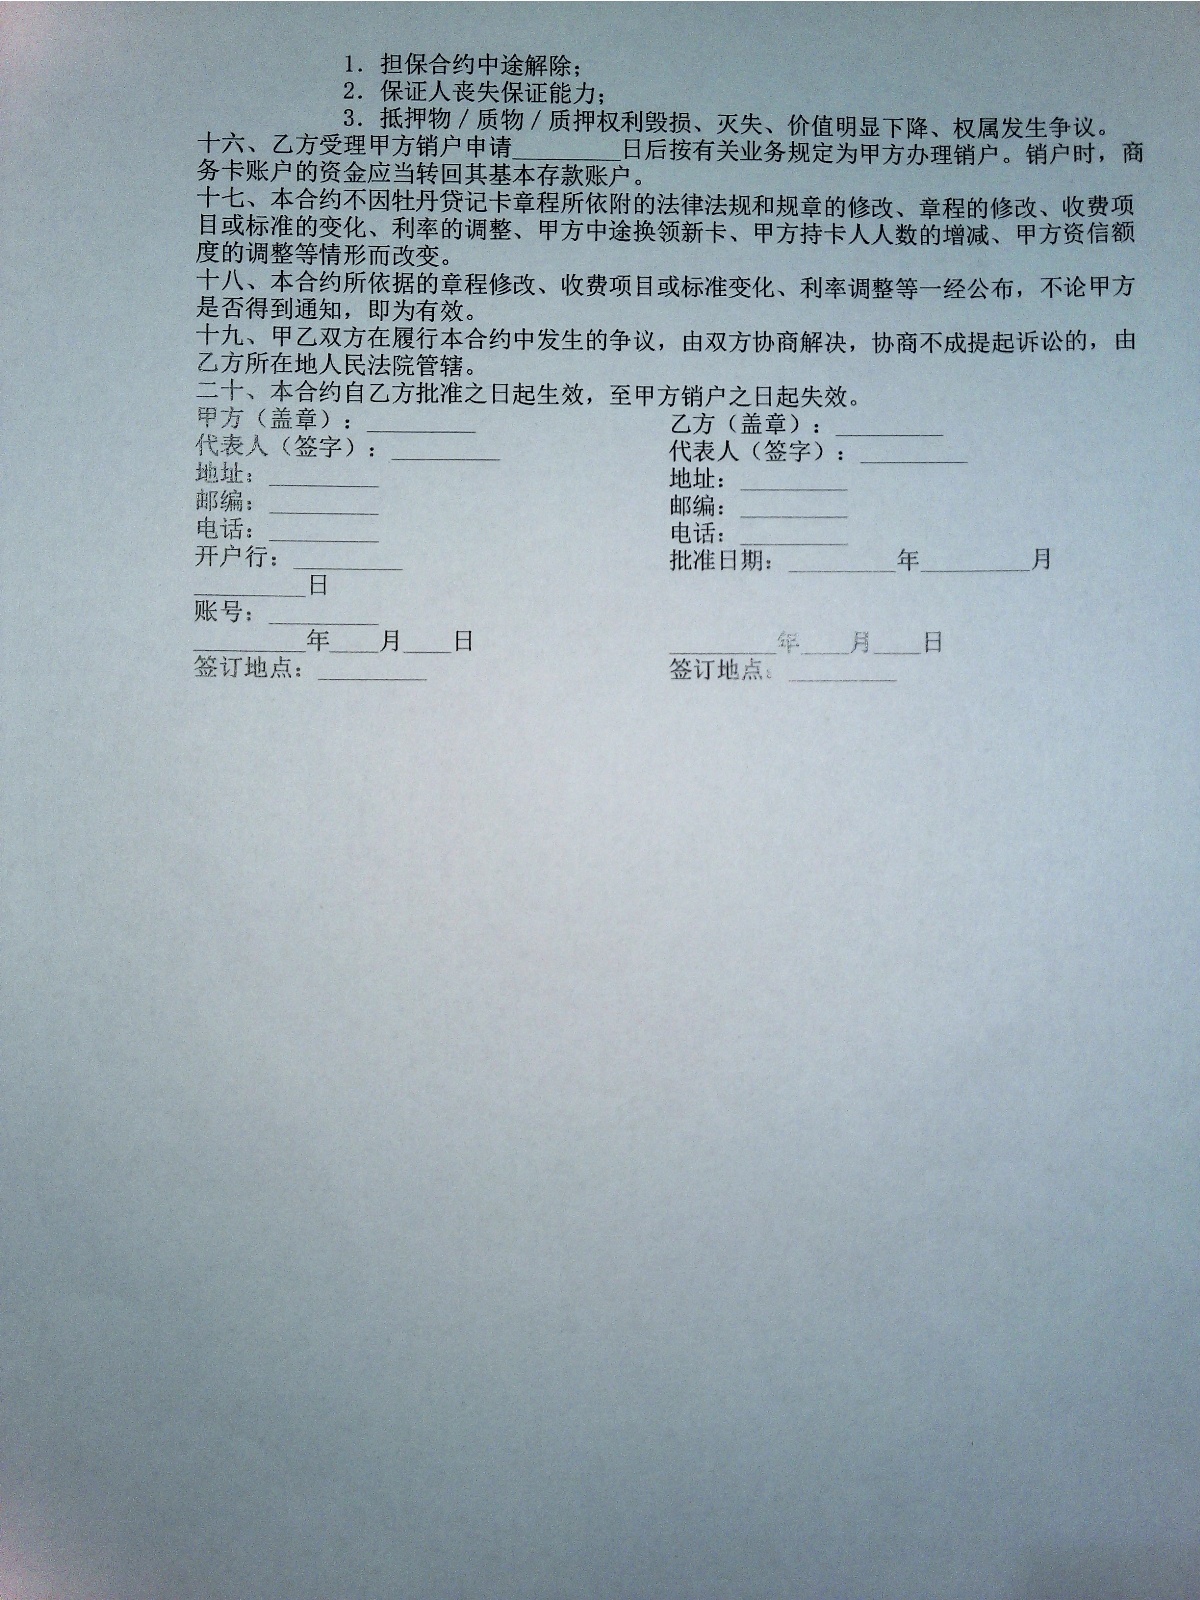 1．担保合约中途解除；
2．保证人丧失保证能力；
3．抵押物／质物／质押权利毁损、灭失、价值明显下降、权属发生争议。
十六、乙方受理甲方销户申请_________日后按有关业务规定为甲方办理销户。销户时，商
务卡账户的资金应当转回其基本存款账户。
十七、本合约不因牡丹贷记卡章程所依附的法律法规和规章的修改、章程的修改、收费项
目或标准的变化、利率的调整、甲方中途换领新卡、甲方持卡人人数的增减、甲方资信额
度的调整等情形而改变。
十八、本合约所依据的章程修改、收费项目或标准变化、利率调整等一经公布，不论甲方
是否得到通知，即为有效。
十九、甲乙双方在履行本合约中发生的争议，由双方协商解决，协商不成提起诉讼的，由
乙方所在地人民法院管辖。
二十、本合约自乙方批准之日起生效，至甲方销户之日起失效。
甲方（盖章）：_________ 乙方（盖章）：_________
代表人（签字）：_________ 代表人（签字）：_________
地址：_________ 地址：_________
邮编：_________ 邮编：_________
电话：_________ 电话：_________
开户行：_________ 批准日期：_________年_________月
_________日
账号：_________
_________年____月____日 _________年____月____日
签订地点：_________ 签订地点：_________